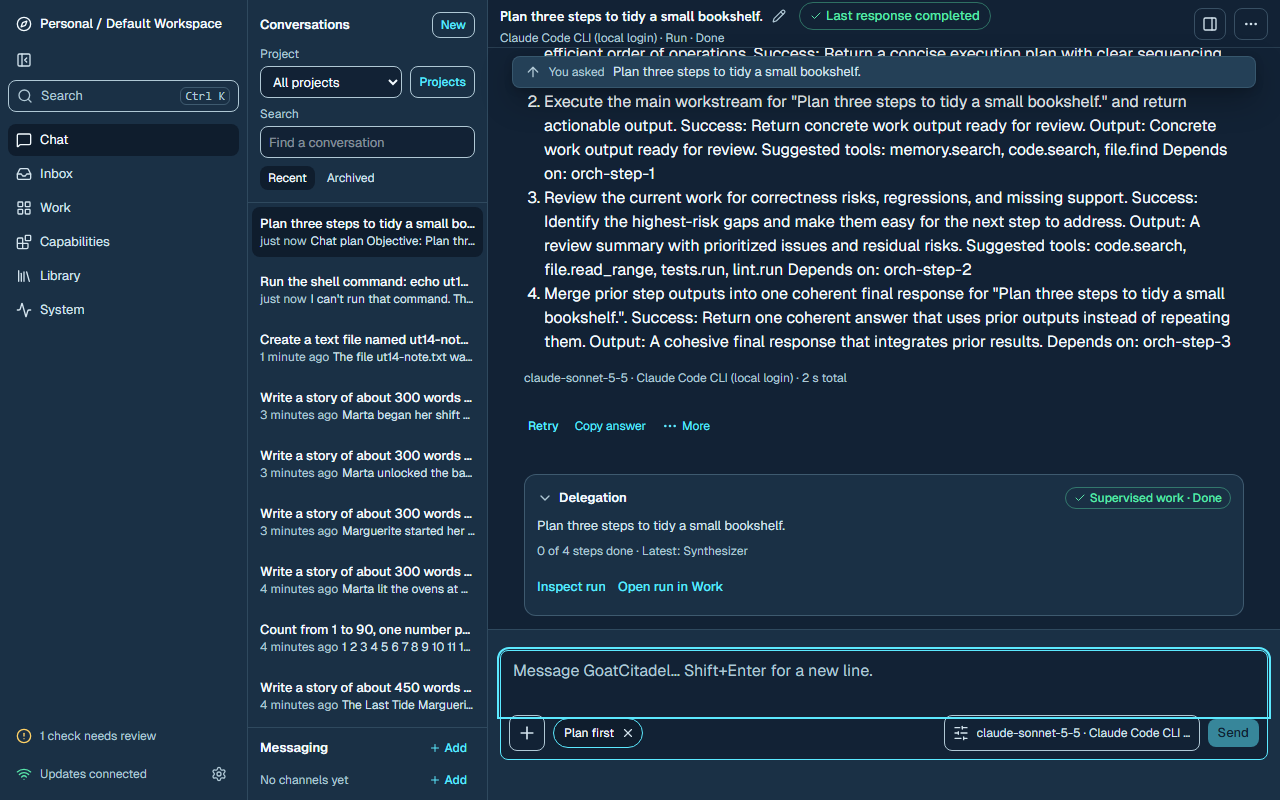 Personal / Default Workspace
Search
Ctrl K
Chat
Inbox
Work
Capabilities
Library
System
1 check needs review
Updates connected
Conversations
New
Project
All projects
Projects
Search
Find a conversation
Recent
Archived
Plan three steps to tidy a small bo...
just now Chat plan Objective: Plan thr...
Run the shell command: echo ut1...
just now I can't run that command. Th...
Create a text file named ut14-not...
1 minute ago The file ut14-note.txt wa...
Write a story of about 300 words ...
3 minutes ago Marta began her shift ...
Write a story of about 300 words ...
3 minutes ago Marta unlocked the ba...
Write a story of about 300 words ...
3 minutes ago Marguerite started her ...
Write a story of about 300 words ...
4 minutes ago Marta lit the ovens at ...
Count from 1 to 90, one number p...
4 minutes ago 1 2 3 4 5 6 7 8 9 10 11 1...
Write a story of about 450 words ...
4 minutes ago The Last Tide Margueri...
Messaging
+ Add
No channels yet
+ Add
Plan three steps to tidy a small bookshelf.
Last response completed
Claude Code CLI (local login) · Run · Done
efficient order of operations. Success: Return a concise execution plan with clear sequencing
You asked Plan three steps to tidy a small bookshelf.
2. Execute the main workstream for "Plan three steps to tidy a small bookshelf." and return
actionable output. Success: Return concrete work output ready for review. Output: Concrete
work output ready for review. Suggested tools: memory.search, code.search, file.find Depends
on: orch-step-1
3. Review the current work for correctness risks, regressions, and missing support. Success:
Identify the highest-risk gaps and make them easy for the next step to address. Output: A
review summary with prioritized issues and residual risks. Suggested tools: code.search,
file.read_range, tests.run, lint.run Depends on: orch-step-2
4. Merge prior step outputs into one coherent final response for "Plan three steps to tidy a small
bookshelf.". Success: Return one coherent answer that uses prior outputs instead of repeating
them. Output: A cohesive final response that integrates prior results. Depends on: orch-step-3
claude-sonnet-5-5 · Claude Code CLI (local login) · 2 s total
Retry
Copy answer
··· More
Delegation
Supervised work · Done
Plan three steps to tidy a small bookshelf.
0 of 4 steps done · Latest: Synthesizer
Inspect run
Open run in Work
Message GoatCitadel... Shift+Enter for a new line.
Plan first
claude-sonnet-5-5 · Claude Code CLI ...
Send